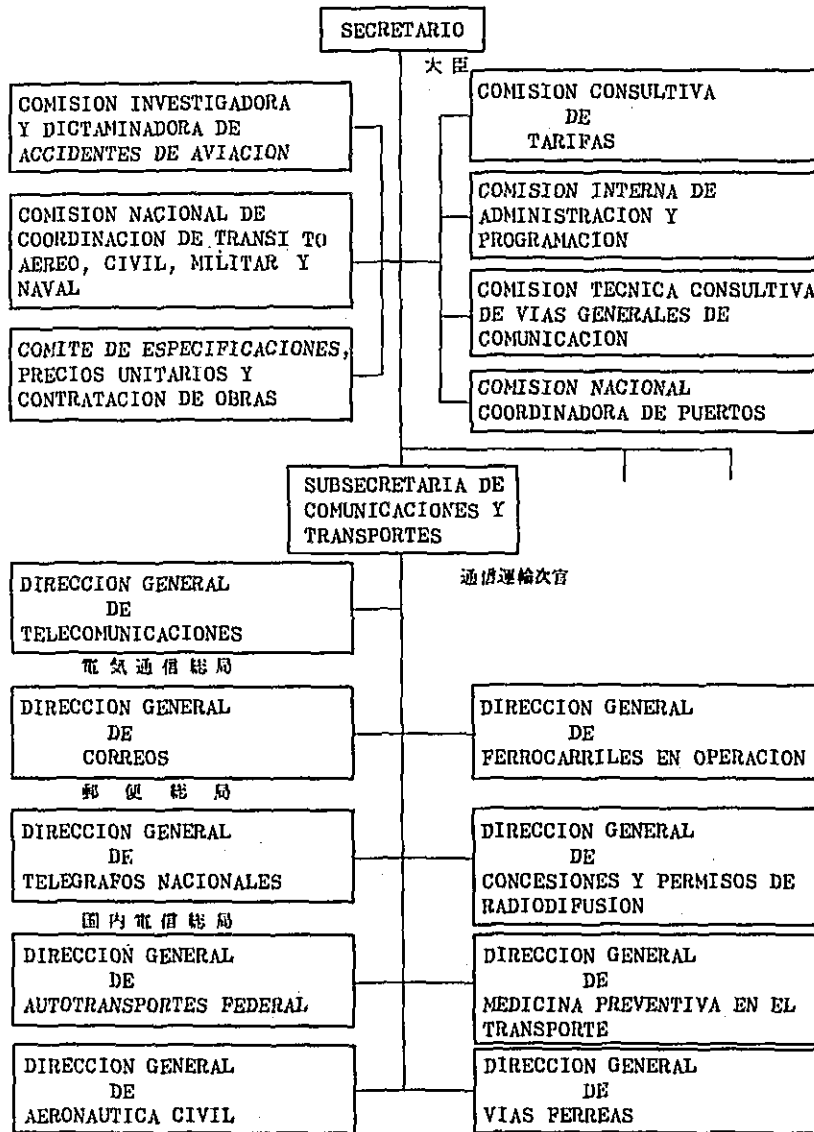 SECRETARIO
大臣
COMISION INVESTIGADORA
Y DICTAMINADORA DE
ACCIDENTES DE AVIACION
COMISION NACIONAL DE
COORDINACION DE TRANSI TO
AEREO, CIVIL, MILITAR Y
NAVAL
COMITE DE ESPECIFICACIONES,
PRECIOS UNITARIOS Y
CONTRATACION DE OBRAS
COMISION CONSULTIVA
DE
TARIFAS
COMISION INTERNA DE
ADMINISTRACION Y
PROGRAMACION
COMISION TECNICA CONSULTIVA
DE VIAS GENERALES DE
COMUNICACION
COMISION NACIONAL
COORDINADORA DE PUERTOS
SUBSECRETARIA DE
COMUNICACIONES Y
TRANSPORTES
通信運輸次官
DIRECCION GENERAL
DE
TELECOMUNICACIONES
電気通信総局
DIRECCION GENERAL
DE
CORREOS
郵便総局
DIRECCION GENERAL
DE
TELEGRAFOS NACIONALES
国内電信総局
DIRECCION GENERAL
DE
AUTOTRANSPORTES FEDERAL
DIRECCION GENERAL
DE
AERONAUTICA CIVIL
DIRECCION GENERAL
DE
FERROCARRILES EN OPERACION
DIRECCION GENERAL
DE
CONCESIONES Y PERMISOS DE
RADIODIFUSION
DIRECCION GENERAL
DE
MEDICINA PREVENTIVA EN EL
TRANSPORTE
DIRECCION GENERAL
DE
VIAS FERREAS